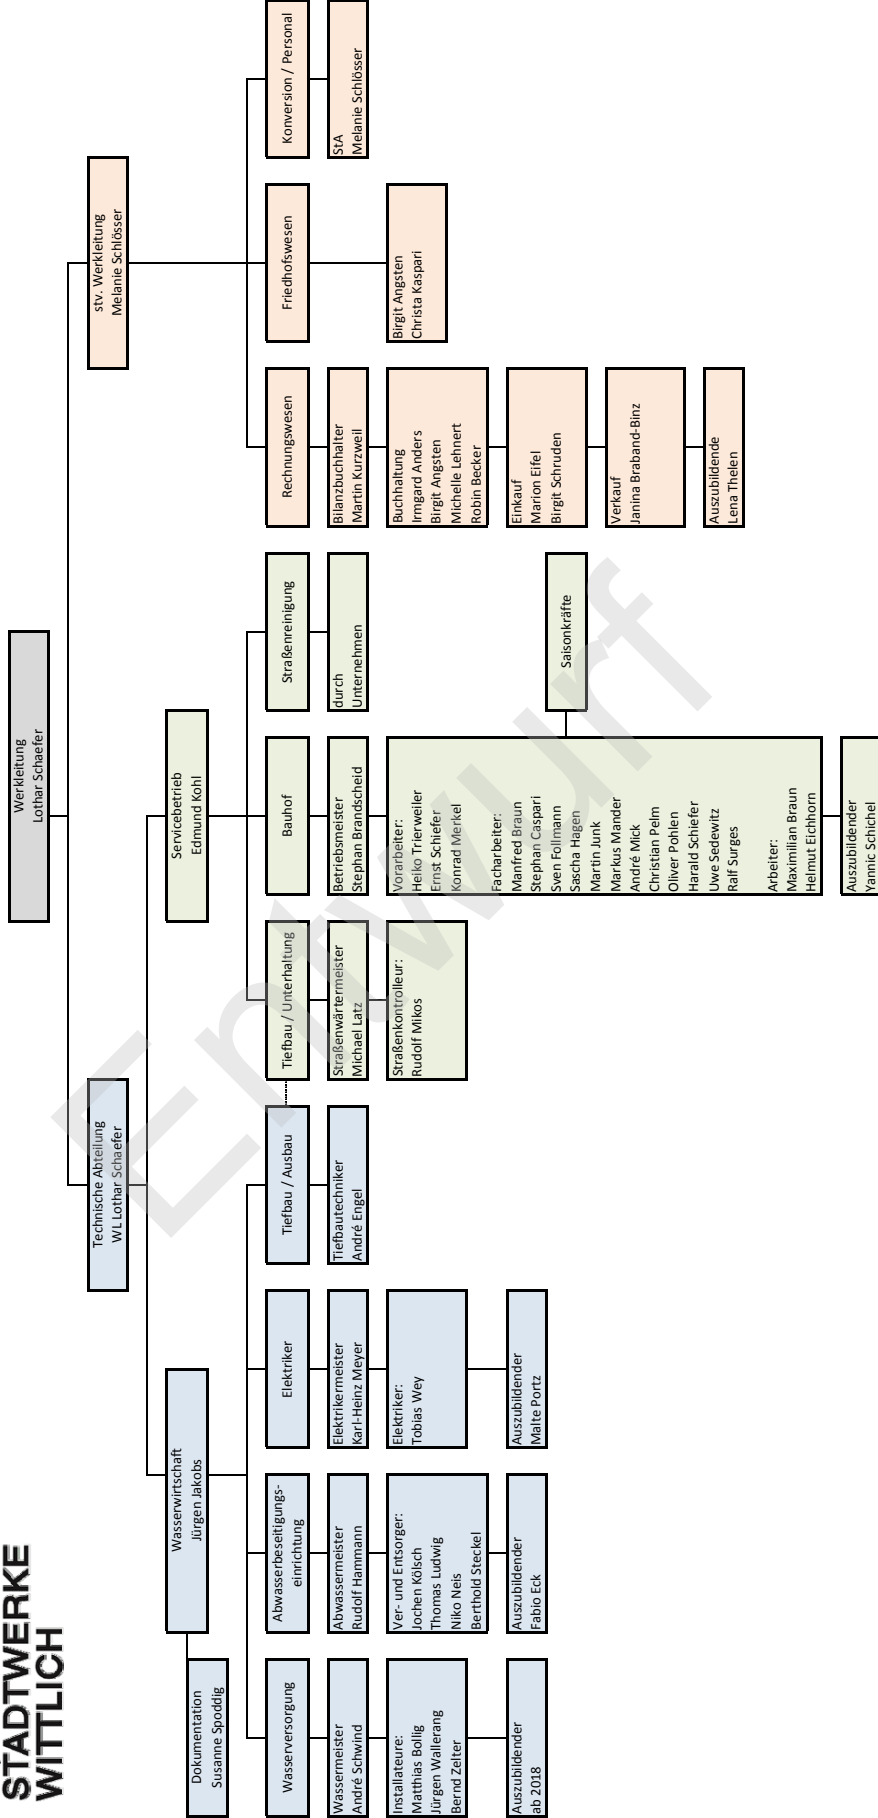 STADTWERKE
WITTLICH
Entwurf
Werkleitung
Lothar Schaefer
Technische Abteilung
WL Lothar Schaefer
stv. Werkleitung
Melanie Schlösser
Wasserwirtschaft
Jürgen Jakobs
Servicebetrieb
Edmund Kohl
Dokumentation
Susanne Spoddig
Wasserversorgung
Wassermeister
André Schwind
Installateure:
Matthias Bollig
Jürgen Wallerang
Bernd Zelter
Auszubildender
ab 2018
Abwasserbeseitigungs-
einrichtung
Abwassermeister
Rudolf Hammann
Ver- und Entsorger:
Jochen Kölsch
Thomas Ludwig
Niko Neis
Berthold Steckel
Auszubildender
Fabio Eck
Elektriker
Elektrikermeister
Karl-Heinz Meyer
Elektriker:
Tobias Wey
Auszubildender
Malte Portz
Tiefbau / Ausbau
Tiefbautechniker
André Engel
Tiefbau / Unterhaltung
Straßenwärtermeister
Michael Latz
Straßenkontrolleur:
Rudolf Mikos
Bauhof
Betriebsmeister
Stephan Brandscheid
Vorarbeiter:
Heiko Trierweiler
Ernst Schiefer
Konrad Merkel
Facharbeiter:
Manfred Braun
Stephan Caspari
Sven Follmann
Sascha Hagen
Martin Junk
Markus Mander
André Mick
Christian Pelm
Oliver Pohlen
Harald Schiefer
Uwe Sedewitz
Ralf Surges
Arbeiter:
Maximilian Braun
Helmut Eichhorn
Auszubildender
Yannic Schichel
Saisonkräfte
Straßenreinigung
durch
Unternehmen
Rechnungswesen
Bilanzbuchhalter
Martin Kurzweil
Buchhaltung
Irmgard Anders
Birgit Angsten
Michelle Lehnert
Robin Becker
Einkauf
Marion Eifel
Birgit Schruden
Verkauf
Janina Braband-Binz
Auszubildende
Lena Thelen
Friedhofswesen
Birgit Angsten
Christa Kaspari
Konversion / Personal
StA
Melanie Schlösser